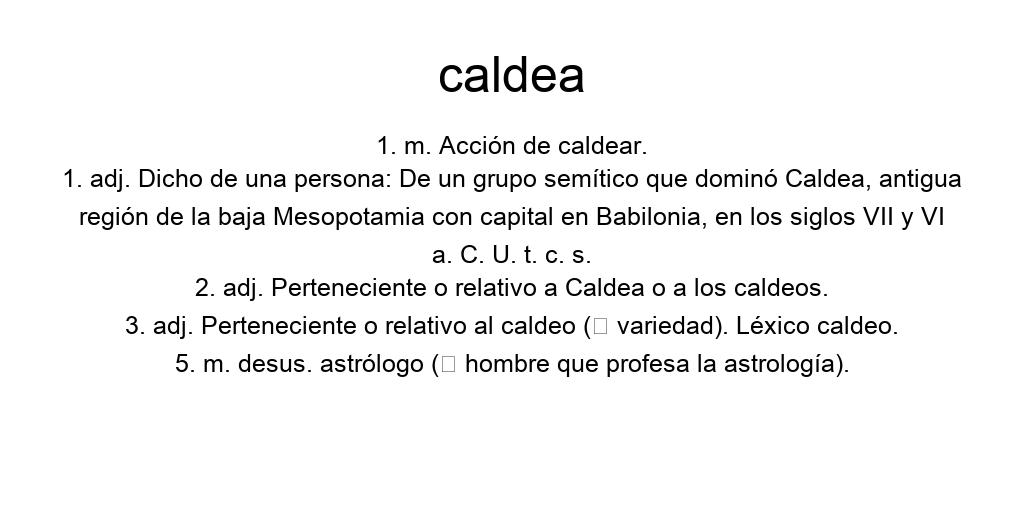 caldea
1. m. Acción de caldear.
1. adj. Dicho de una persona: De un grupo semítico que dominó Caldea, antigua
región de la baja Mesopotamia con capital en Babilonia, en los siglos VII y VI
a. C. U. t. c. s.
2. adj. Perteneciente o relativo a Caldea o a los caldeos.
3. adj. Perteneciente o relativo al caldeo (▯ variedad). Léxico caldeo.
5. m. desus. astrólogo (▯ hombre que profesa la astrología).